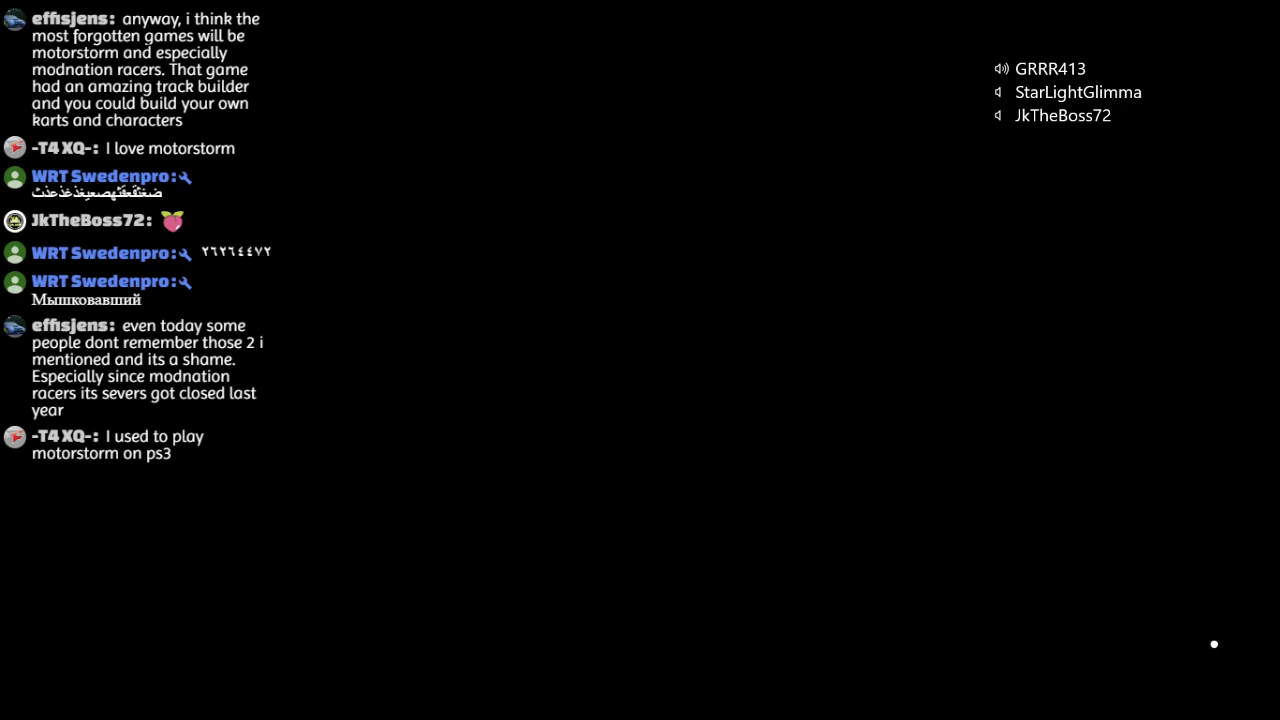 effisjens: anyway, i think the
most forgotten games will be
motorstorm and especially
modnation racers. That game
had an amazing track builder
and you could build your own
karts and characters
-T4 XQ-: I love motorstorm
WRT Swedenpro:
JkTheBoss72: 🍑
WRT Swedenpro: ٢٦٢٦٤٤٧٢
WRT Swedenpro:
Мышковавший
effisjens: even today some
people dont remember those 2 i
mentioned and its a shame.
Especially since modnation
racers its severs got closed last
year
-T4 XQ-: I used to play
motorstorm on ps3
GRRR413
StarLightGlimma
JkTheBoss72